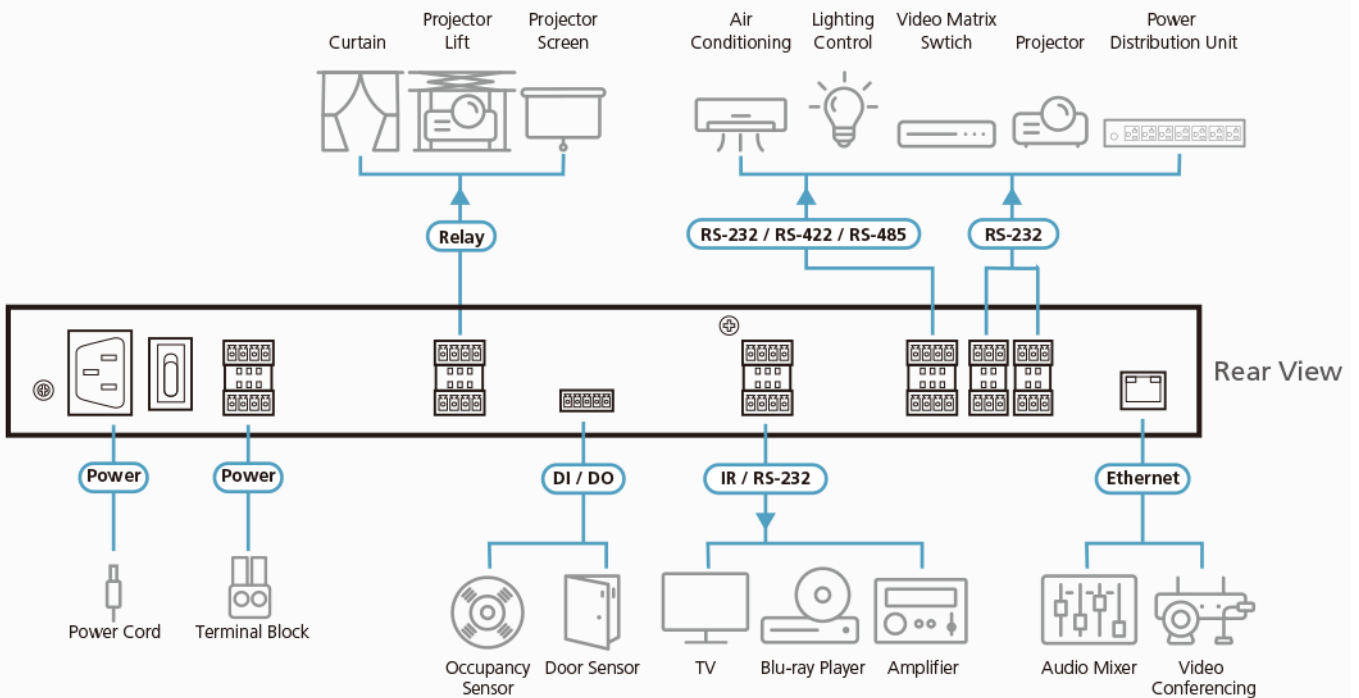 Curtain
Projector
Lift
Projector
Screen
Air
Conditioning
Lighting
Control
Video Matrix
Swtich
Projector
Power
Distribution Unit
Relay
RS-232 / RS-422 / RS-485
RS-232
Rear View
Power
Power
DI / DO
IR / RS-232
Ethernet
Power Cord
Terminal Block
Occupancy
Sensor
Door Sensor
TV
Blu-ray Player
Amplifier
Audio Mixer
Video
Conferencing